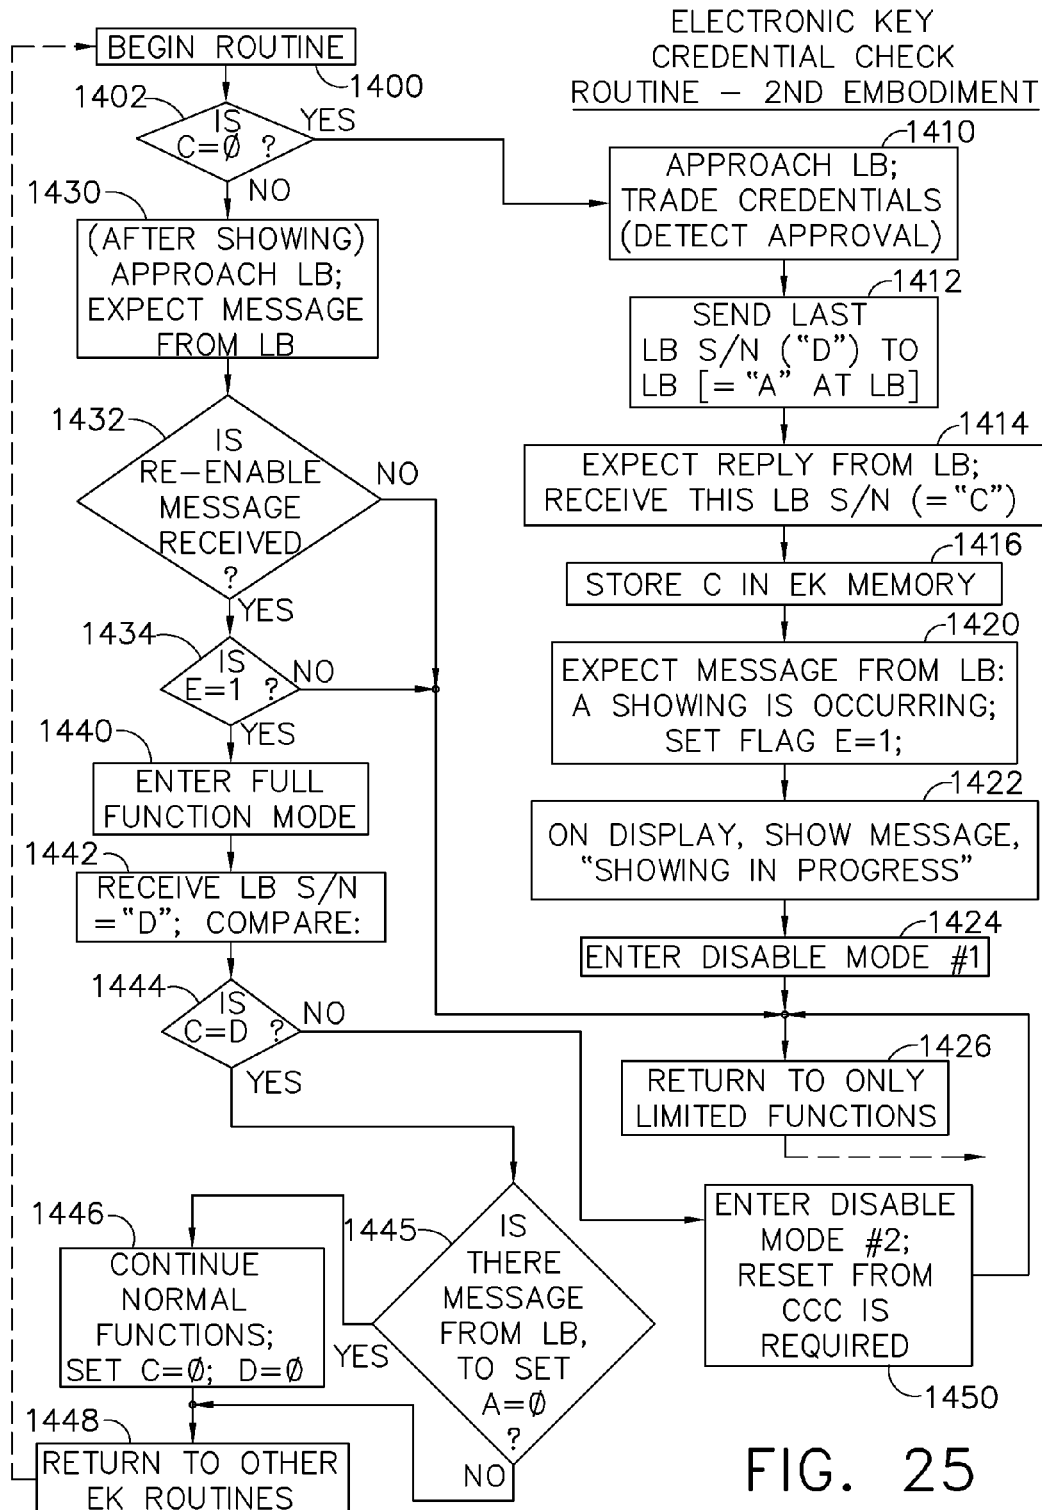 ELECTRONIC KEY
CREDENTIAL CHECK
ROUTINE – 2ND EMBODIMENT
BEGIN ROUTINE
1400
1402
IS
C=Ø ?
YES
NO
1430
(AFTER SHOWING)
APPROACH LB;
EXPECT MESSAGE
FROM LB
1432
IS
RE-ENABLE
MESSAGE
RECEIVED
?
NO
YES
1434
IS
E=1 ?
NO
YES
1440
ENTER FULL
FUNCTION MODE
1442
RECEIVE LB S/N
="D"; COMPARE:
1444
IS
C=D ?
NO
YES
1410
APPROACH LB;
TRADE CREDENTIALS
(DETECT APPROVAL)
1412
SEND LAST
LB S/N ("D") TO
LB [= "A" AT LB]
1414
EXPECT REPLY FROM LB;
RECEIVE THIS LB S/N (="C")
1416
STORE C IN EK MEMORY
1420
EXPECT MESSAGE FROM LB:
A SHOWING IS OCCURRING;
SET FLAG E=1;
1422
ON DISPLAY, SHOW MESSAGE,
"SHOWING IN PROGRESS"
1424
ENTER DISABLE MODE #1
1426
RETURN TO ONLY
LIMITED FUNCTIONS
1445
IS
THERE
MESSAGE
FROM LB,
TO SET
A=Ø
?
YES
NO
1446
CONTINUE
NORMAL
FUNCTIONS;
SET C=Ø; D=Ø
1448
RETURN TO OTHER
EK ROUTINES
ENTER DISABLE
MODE #2;
RESET FROM
CCC IS
REQUIRED
1450
FIG. 25